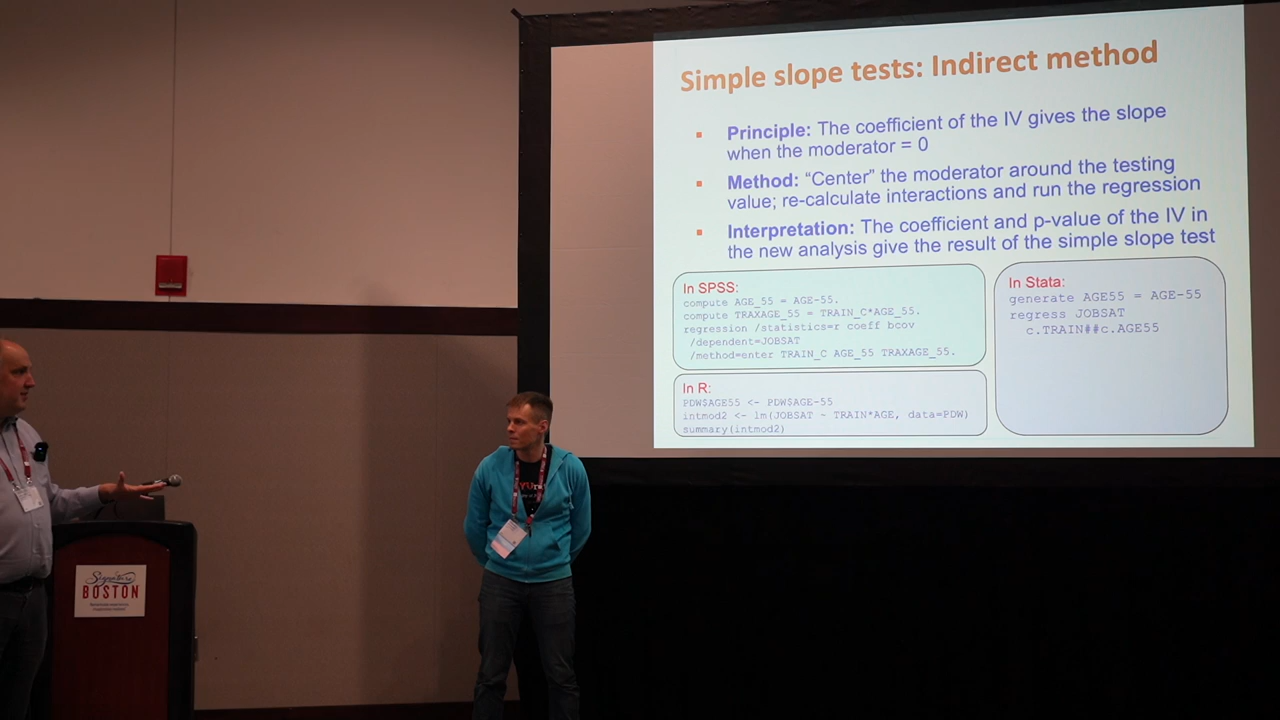 Simple slope tests: Indirect method
▪ Principle: The coefficient of the IV gives the slope
when the moderator = 0
▪ Method: “Center” the moderator around the testing
value; re-calculate interactions and run the regression
▪ Interpretation: The coefficient and p-value of the IV in
the new analysis give the result of the simple slope test
In SPSS:
compute AGE_55 = AGE-55.
compute TRAXAGE_55 = TRAIN_C*AGE_55.
regression /statistics=r coeff bcov
/dependent=JOBSAT
/method=enter TRAIN_C AGE_55 TRAXAGE_55.
In R:
PDW$AGE55 <- PDW$AGE-55
intmod2 <- lm(JOBSAT ~ TRAIN*AGE, data=PDW)
summary(intmod2)
In Stata:
generate AGE55 = AGE-55
regress JOBSAT
c.TRAIN##c.AGE55
Signature
BOSTON